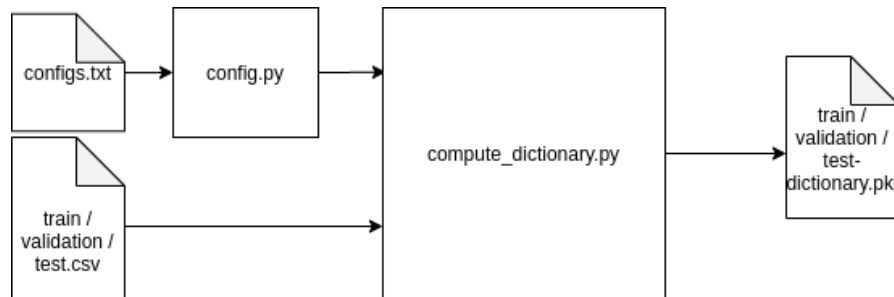 configs.txt
config.py
compute_dictionary.py
train /
validation /
test.csv
train /
validation /
test-
dictionary.pk